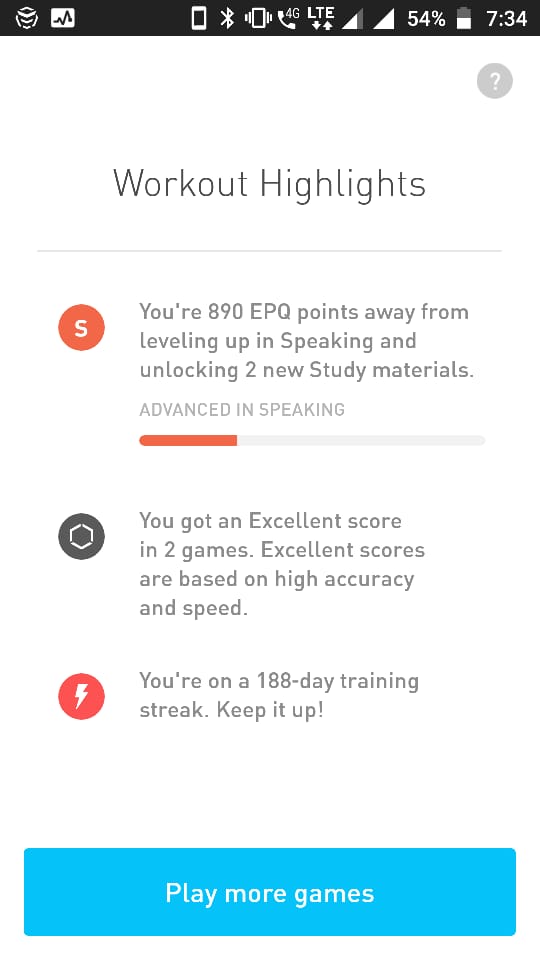 4G LTE 54% 7:34
?
Workout Highlights
S
You're 890 EPQ points away from
leveling up in Speaking and
unlocking 2 new Study materials.
ADVANCED IN SPEAKING
You got an Excellent score
in 2 games. Excellent scores
are based on high accuracy
and speed.
You're on a 188-day training
streak. Keep it up!
Play more games